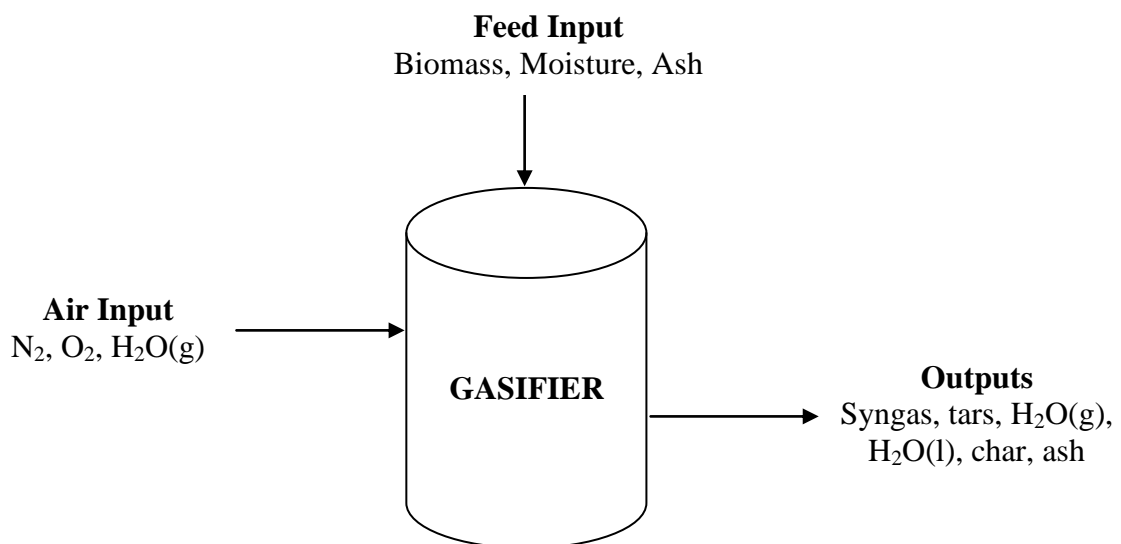 Feed Input
Biomass, Moisture, Ash
Air Input
N₂, O₂, H₂O(g)
GASIFIER
Outputs
Syngas, tars, H₂O(g),
H₂O(l), char, ash